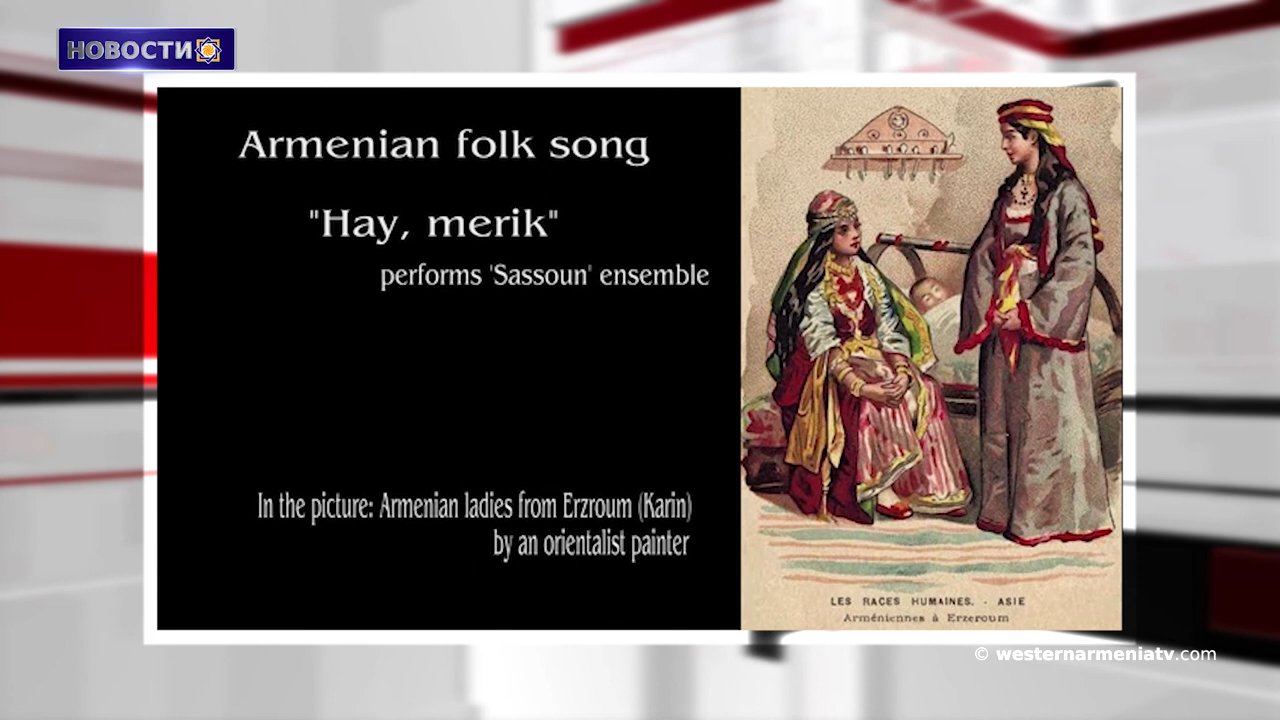 НОВОСТИ
Armenian folk song
"Hay, merik"
performs 'Sassoun' ensemble
In the picture: Armenian ladies from Erzroum (Karin)
by an orientalist painter
LES RACES HUMAINES. - ASIE
Arméniennes à Erzeroum
© westernarmeniatv.com